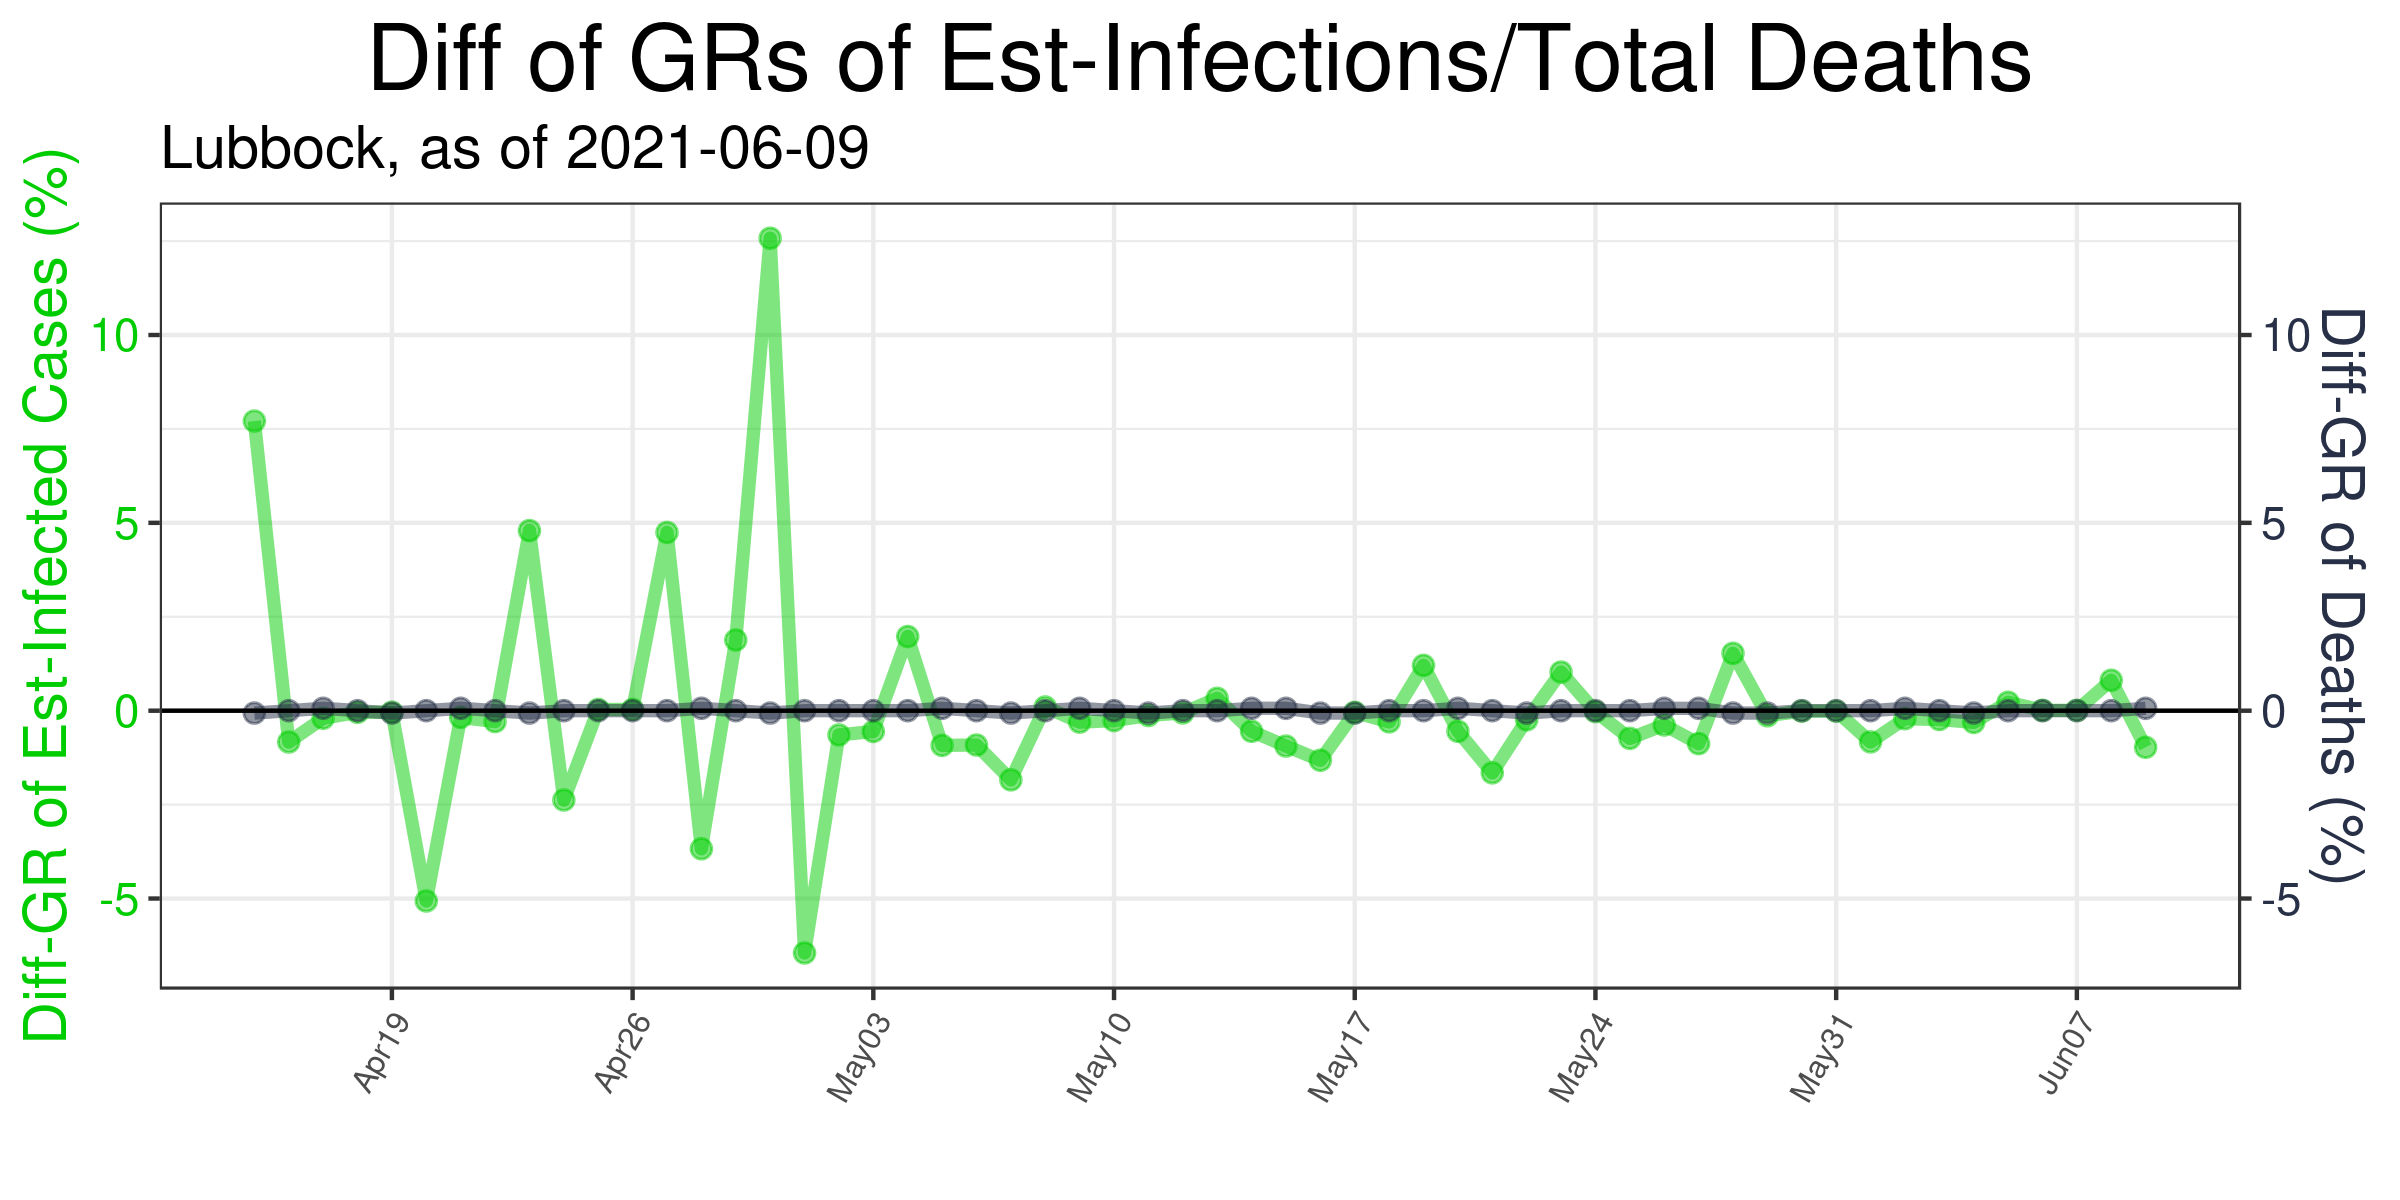 Diff of GRs of Est-Infections/Total Deaths
Lubbock, as of 2021-06-09
Diff-GR of Est-Infected Cases (%)
10
5
0
-5
10
5
0
-5
Diff-GR of Deaths (%)
Apr19
Apr26
May03
May10
May17
May24
May31
Jun07